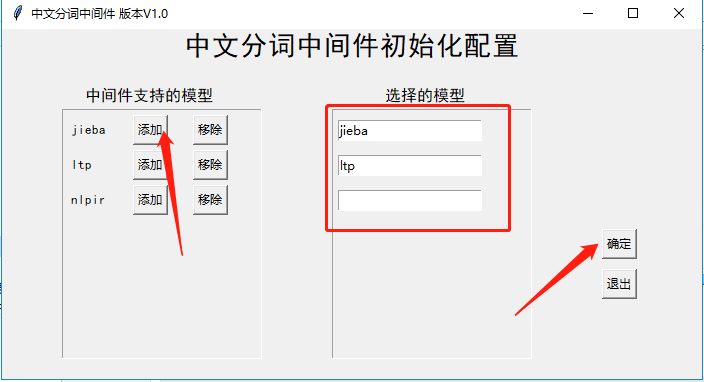 中文分词中间件 版本V1.0
中文分词中间件初始化配置
中间件支持的模型
选择的模型
jieba 添加 移除
jieba
ltp 添加 移除
ltp
nlpir 添加 移除
确定
退出